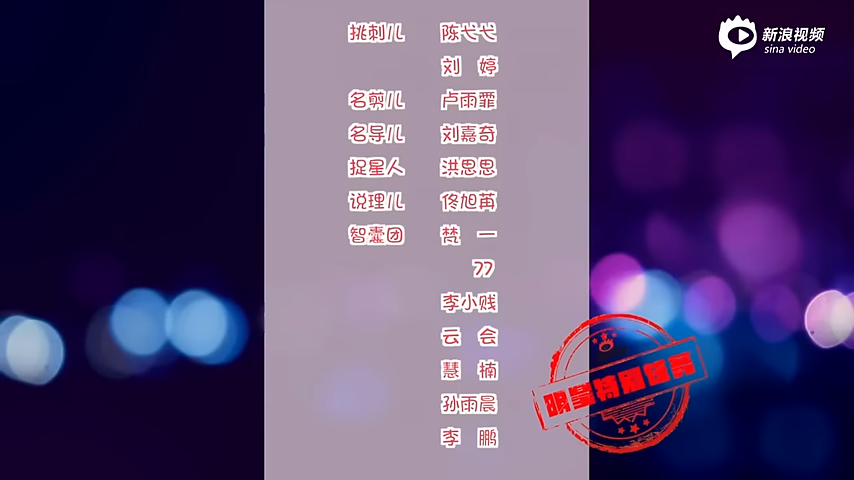 新浪视频
sina video
挑刺儿 陈弋弋
刘 婷
名剪儿 卢雨霏
名导儿 刘嘉奇
捉星人 洪思思
说理儿 佟旭苒
智囊团 梵 一
77
李小贱
云 会
慧 楠
孙雨晨
李 鹏